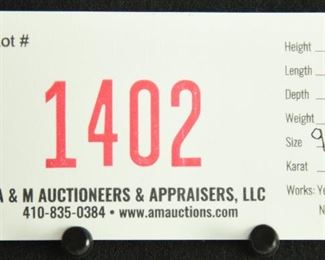 ot #
1402
A & M AUCTIONEERS & APPRAISERS, LLC
410-835-0384 • www.amauctions.com
Height
Length
Depth
Weight
Size 9
Karat
Works: Ye
N